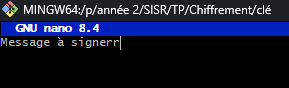 MINGW64:/p/année 2/SISR/TP/Chiffrement/clé
GNU nano 8.4
Message à signerr